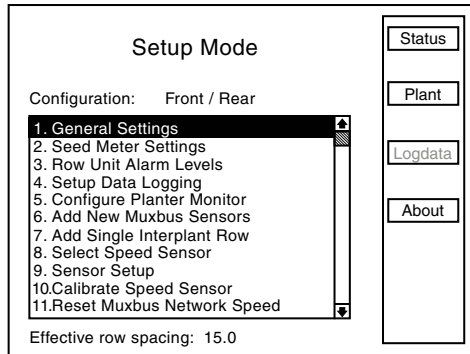 Setup Mode
Configuration: Front / Rear
1. General Settings
2. Seed Meter Settings
3. Row Unit Alarm Levels
4. Setup Data Logging
5. Configure Planter Monitor
6. Add New Muxbus Sensors
7. Add Single Interplant Row
8. Select Speed Sensor
9. Sensor Setup
10.Calibrate Speed Sensor
11.Reset Muxbus Network Speed
Effective row spacing: 15.0
Status
Plant
Logdata
About